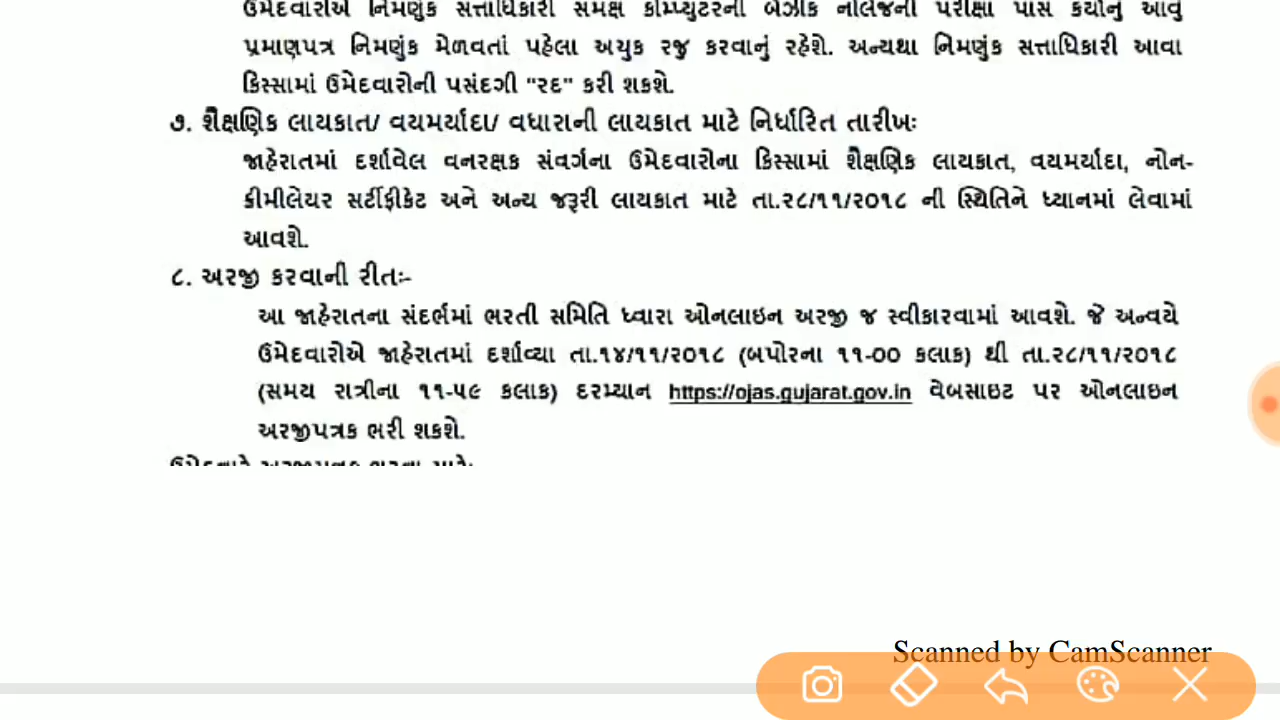 ઉમેદવારોએ નિમણુંક સત્તાધિકારી સમક્ષ કોમ્પ્યુટરની બેઝીક નોલેજની પરીક્ષા પાસ કર્યાનું આવું
પ્રમાણપત્ર નિમણુંક મેળવતાં પહેલા અચુક રજુ કરવાનું રહેશે. અન્યથા નિમણુંક સત્તાધિકારી આવા
કિસ્સામાં ઉમેદવારોની પસંદગી "રદ" કરી શકશે.
૭. શૈક્ષણિક લાયકાત/ વયમર્યાદા/ વધારાની લાયકાત માટે નિર્ધારિત તારીખઃ
જાહેરાતમાં દર્શાવેલ વનરક્ષક સંવર્ગના ઉમેદવારોના કિસ્સામાં શૈક્ષણિક લાયકાત, વયમર્યાદા, નોન-
ક્રીમીલેયર સર્ટીફીકેટ અને અન્ય જરૂરી લાયકાત માટે તા.૨૮/૧૧/૨૦૧૮ ની સ્થિતિને ધ્યાનમાં લેવામાં
આવશે.
૮. અરજી કરવાની રીતઃ-
આ જાહેરાતના સંદર્ભમાં ભરતી સમિતિ ધ્વારા ઓનલાઇન અરજી જ સ્વીકારવામાં આવશે. જે અન્વયે
ઉમેદવારોએ જાહેરાતમાં દર્શાવ્યા તા.૧૪/૧૧/૨૦૧૮ (બપોરના ૧૧-૦૦ કલાક) થી તા.૨૮/૧૧/૨૦૧૮
(સમય રાત્રીના ૧૧-૫૯ કલાક) દરમ્યાન https://ojas.gujarat.gov.in વેબસાઇટ પર ઓનલાઇન
અરજીપત્રક ભરી શકશે.
Scanned by CamScanner